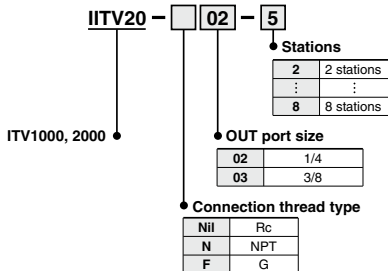 IITV20 – 02 – 5
Stations
2 2 stations
⋮ ⋮
8 8 stations
ITV1000, 2000
OUT port size
02 1/4
03 3/8
Connection thread type
Nil Rc
N NPT
F G